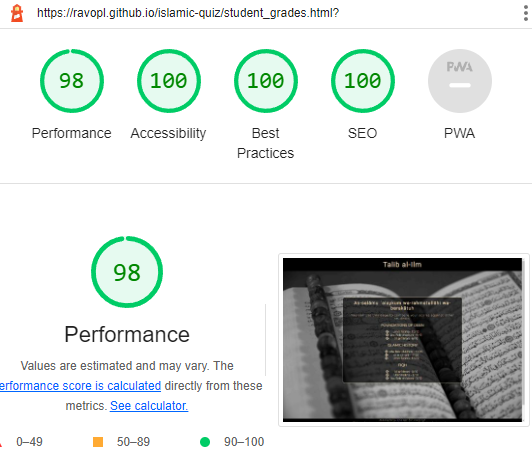 https://ravopl.github.io/islamic-quiz/student_grades.html?
98
100
100
100
PWA
Performance
Accessibility
Best
Practices
SEO
PWA
98
Performance
Values are estimated and may vary. The
erformance score is calculated directly from these
metrics. See calculator.
0–49
50–89
90–100
Talib al-Ilm